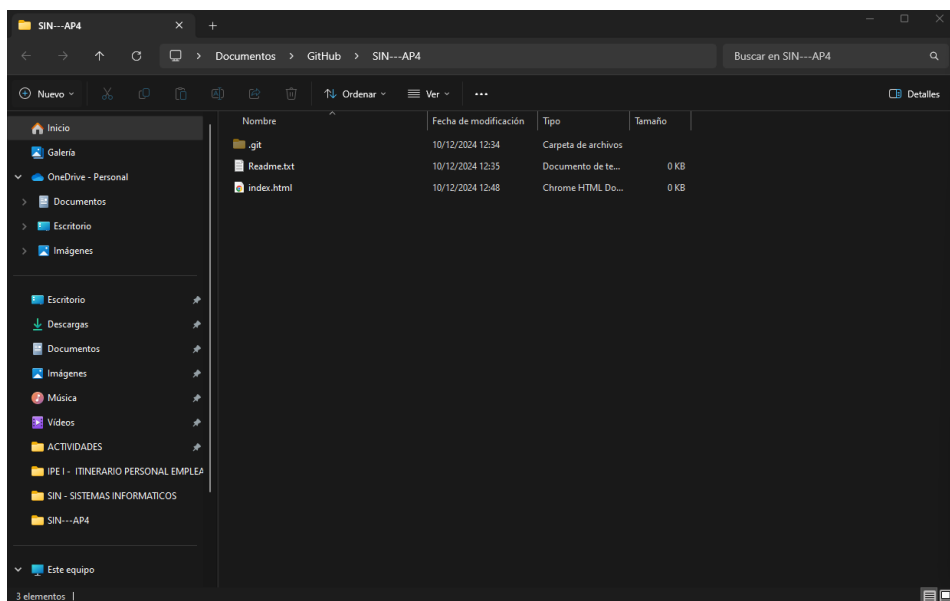 SIN---AP4
Documentos > GitHub > SIN---AP4
Buscar en SIN---AP4
Nuevo
Ordenar
Ver
Detalles
Nombre Fecha de modificación Tipo Tamaño
.git 10/12/2024 12:34 Carpeta de archivos
Readme.txt 10/12/2024 12:35 Documento de te... 0 KB
index.html 10/12/2024 12:48 Chrome HTML Do... 0 KB
Inicio
Galería
OneDrive - Personal
Documentos
Escritorio
Imágenes
Escritorio
Descargas
Documentos
Imágenes
Música
Vídeos
ACTIVIDADES
IPE I - ITINERARIO PERSONAL EMPLEA
SIN - SISTEMAS INFORMATICOS
SIN---AP4
Este equipo
3 elementos